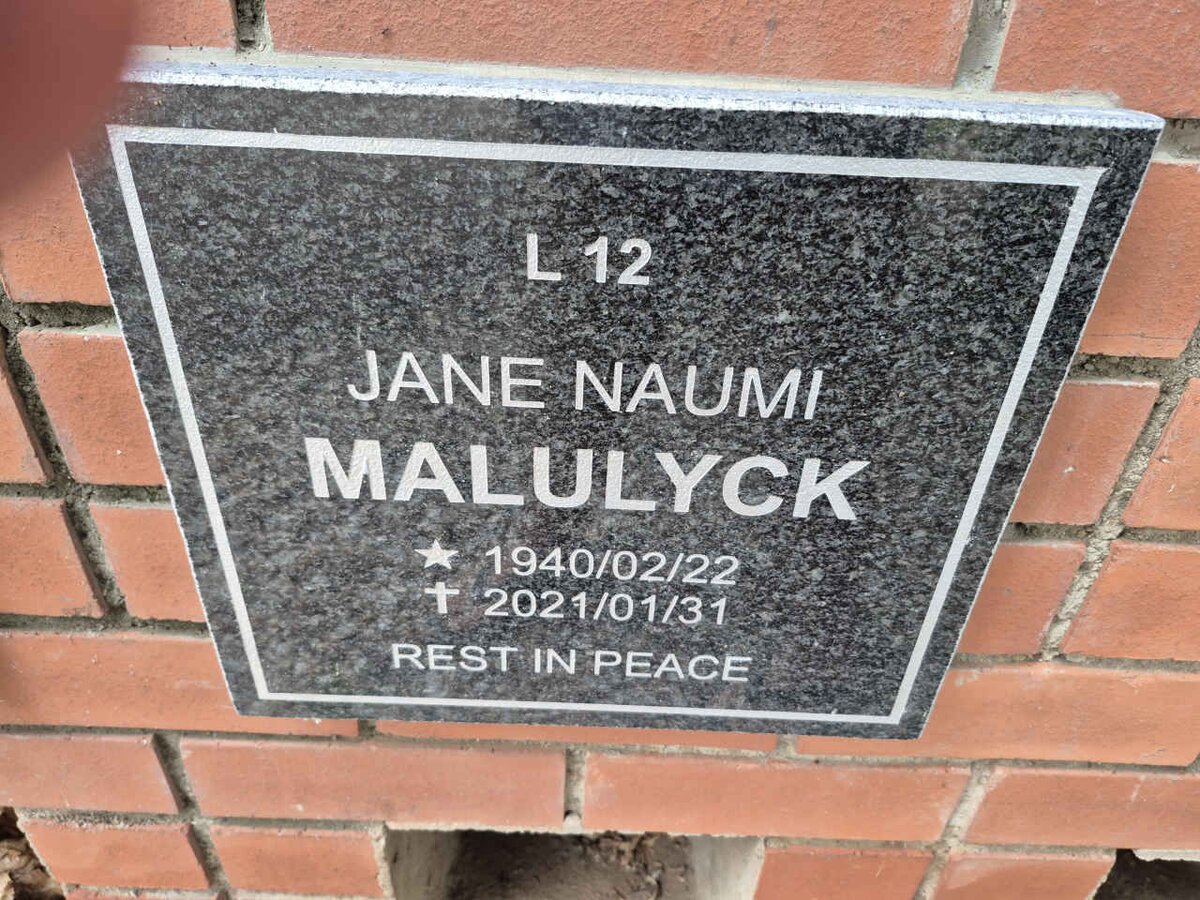 L 12
JANE NAUMI
MALULYCK
★ 1940/02/22
✝ 2021/01/31
REST IN PEACE